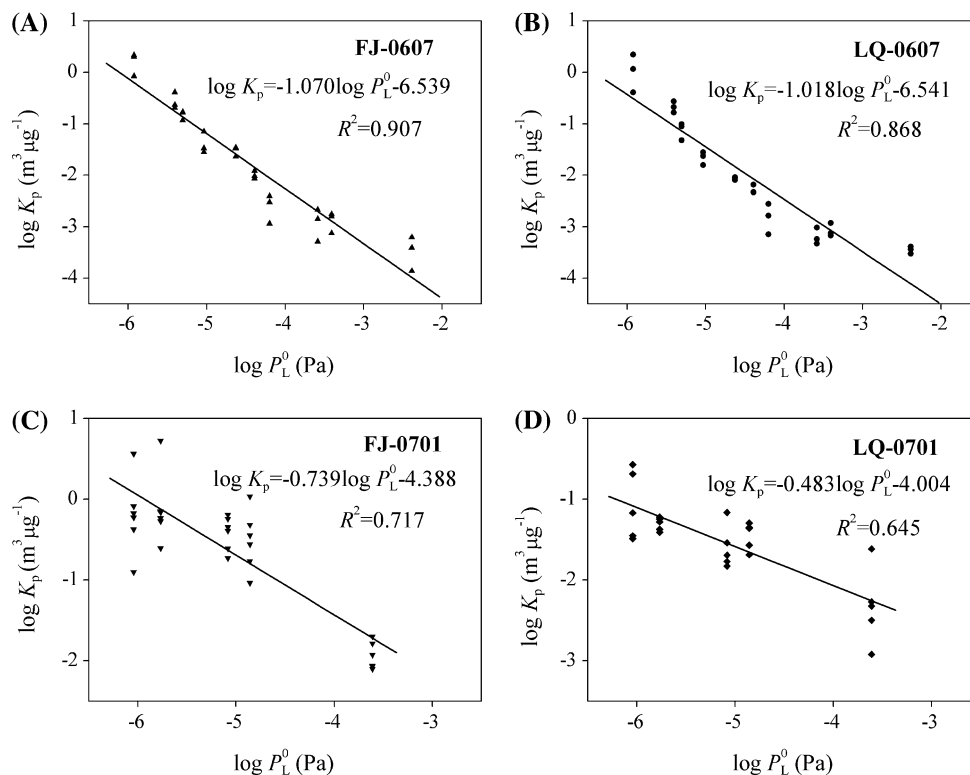 (A)
FJ-0607
log Kp=-1.070log P⁰L-6.539
R²=0.907
log Kp (m³ μg⁻¹)
1
0
-1
-2
-3
-4
-6 -5 -4 -3 -2
log P⁰L (Pa)
(B)
LQ-0607
log Kp=-1.018log P⁰L-6.541
R²=0.868
log Kp (m³ μg⁻¹)
1
0
-1
-2
-3
-4
-6 -5 -4 -3 -2
log P⁰L (Pa)
(C)
FJ-0701
log Kp=-0.739log P⁰L-4.388
R²=0.717
log Kp (m³ μg⁻¹)
1
0
-1
-2
-6 -5 -4 -3
log P⁰L (Pa)
(D)
LQ-0701
log Kp=-0.483log P⁰L-4.004
R²=0.645
log Kp (m³ μg⁻¹)
0
-1
-2
-3
-6 -5 -4 -3
log P⁰L (Pa)